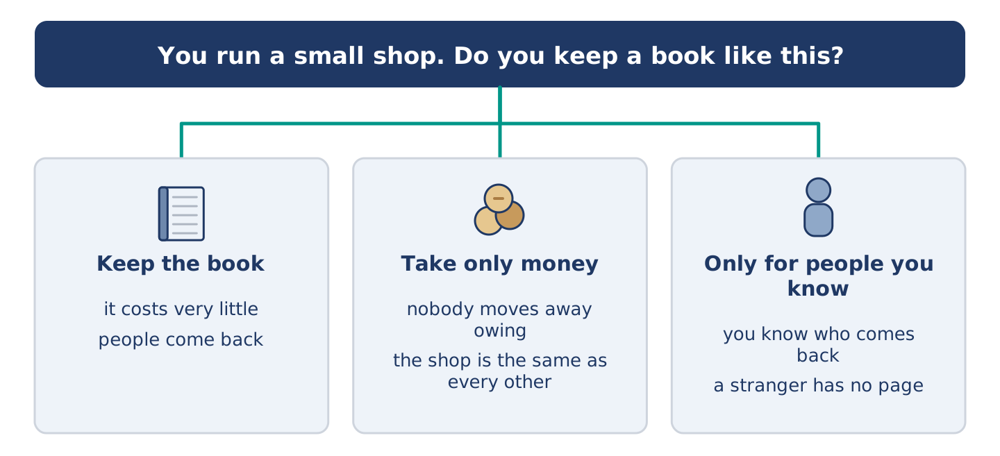 You run a small shop. Do you keep a book like this?
Keep the book
it costs very little
people come back
Take only money
nobody moves away
owing
the shop is the same as
every other
Only for people you
know
you know who comes
back
a stranger has no page